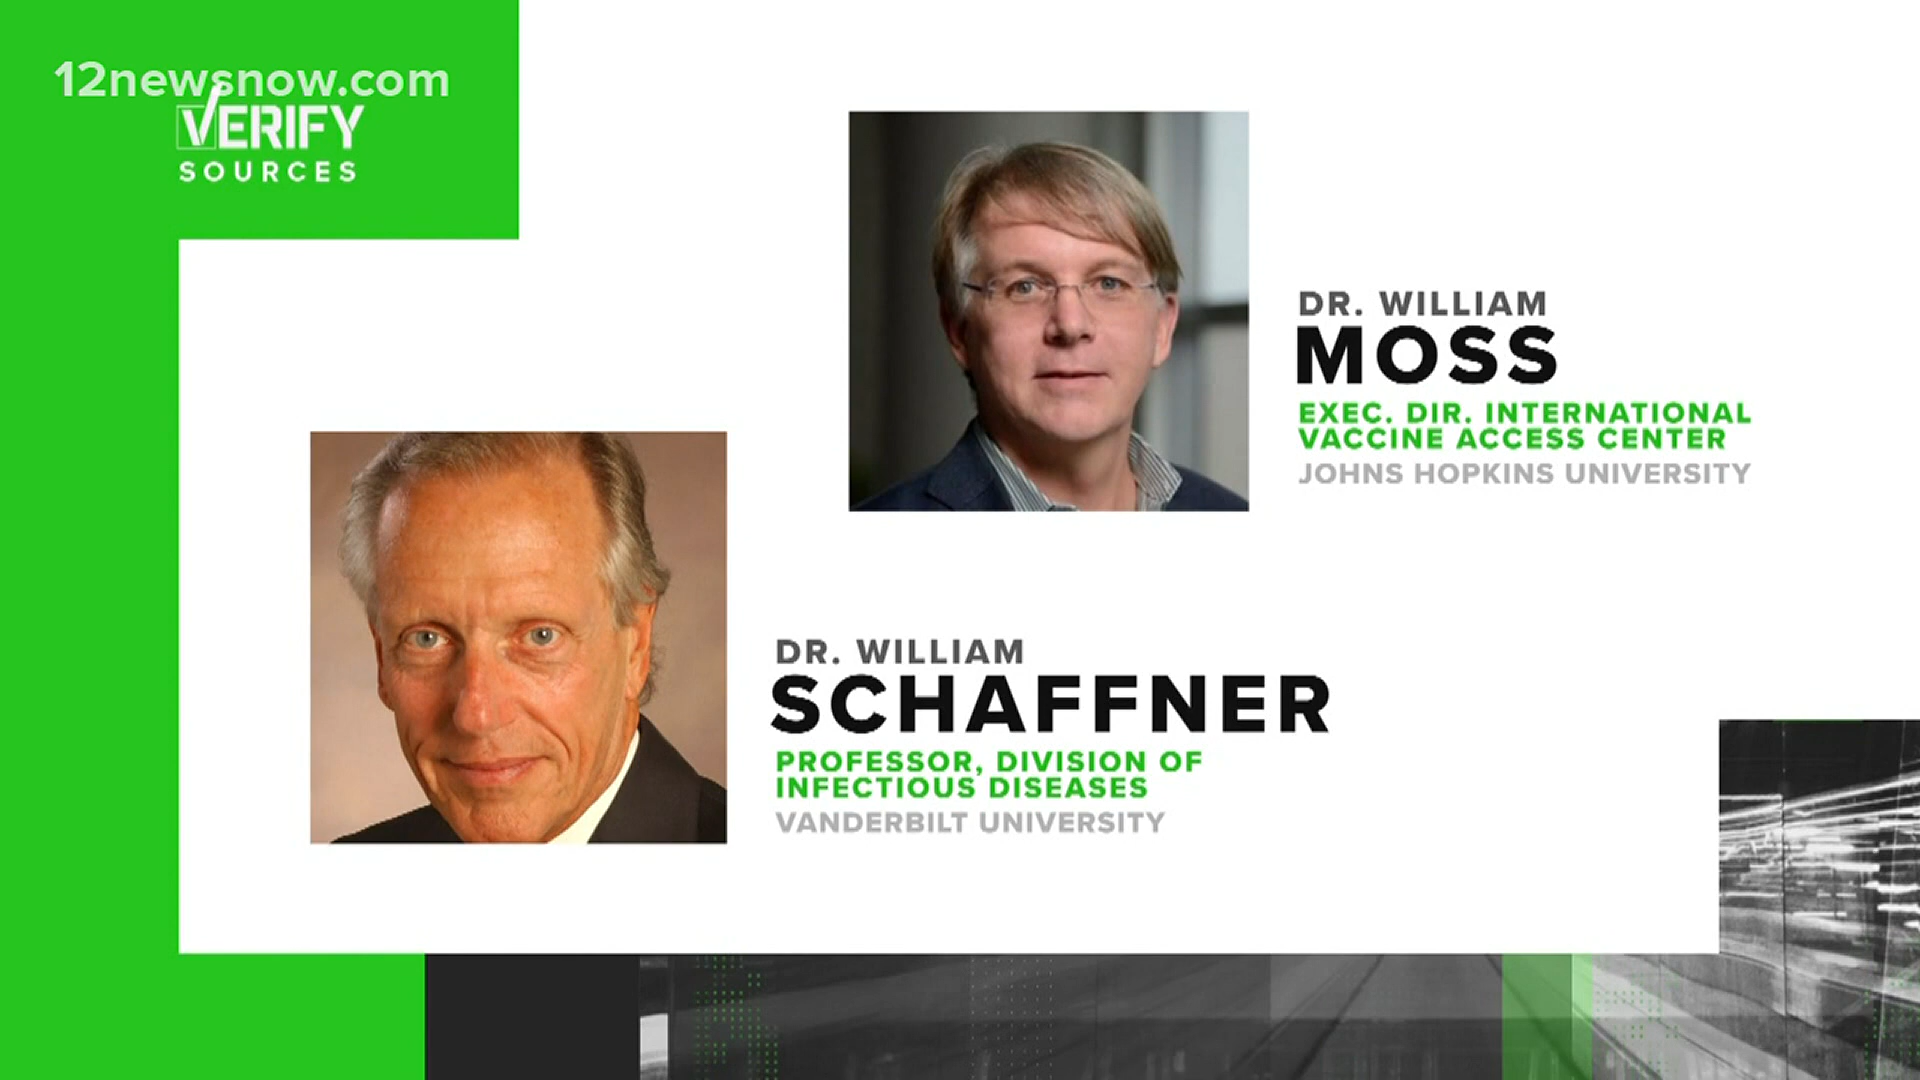 12newsnow.com
VERIFY
SOURCES
DR. WILLIAM
MOSS
EXEC. DIR. INTERNATIONAL
VACCINE ACCESS CENTER
JOHNS HOPKINS UNIVERSITY
DR. WILLIAM
SCHAFFNER
PROFESSOR, DIVISION OF
INFECTIOUS DISEASES
VANDERBILT UNIVERSITY